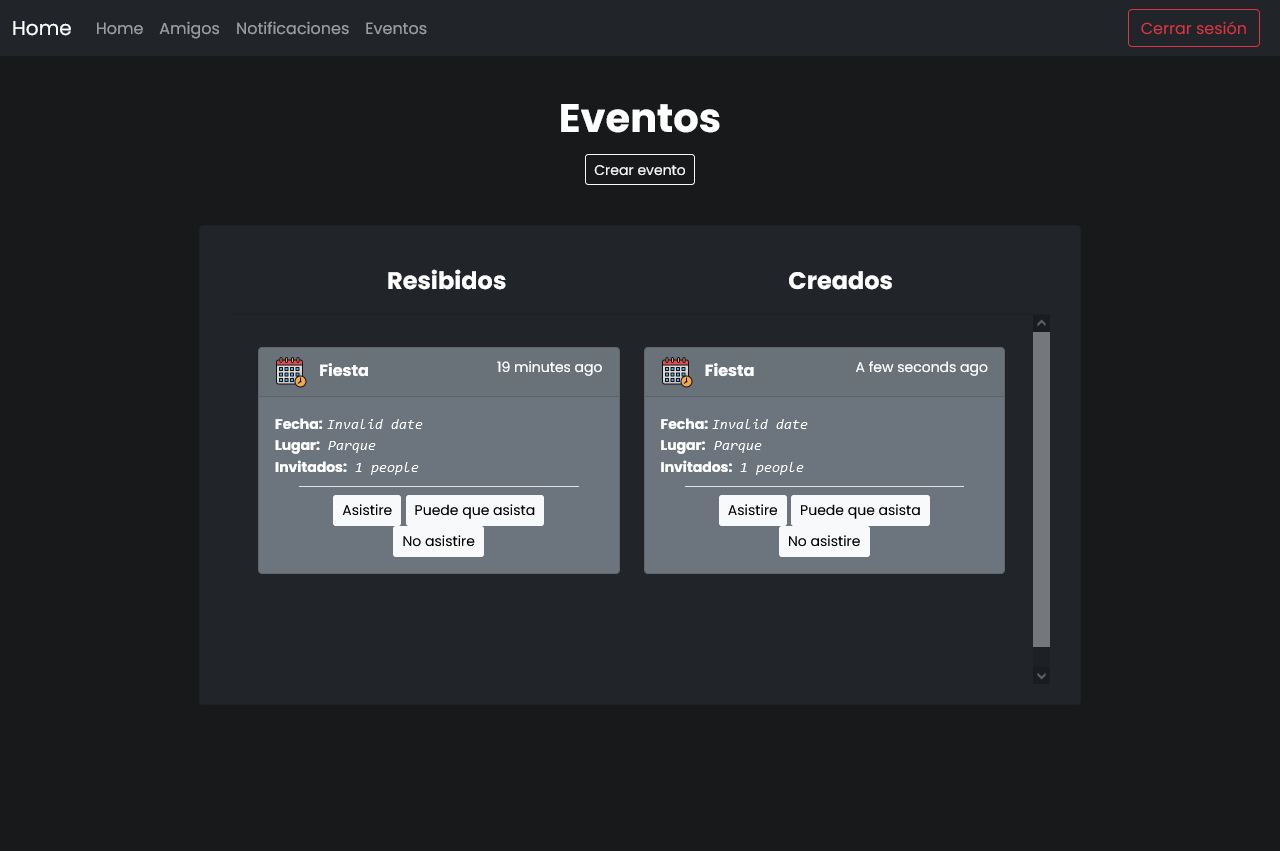 Home Home Amigos Notificaciones Eventos Cerrar sesión
Eventos
Crear evento
Resibidos
Creados
Fiesta 19 minutes ago
Fecha: Invalid date
Lugar: Parque
Invitados: 1 people
Asistire Puede que asista
No asistire
Fiesta A few seconds ago
Fecha: Invalid date
Lugar: Parque
Invitados: 1 people
Asistire Puede que asista
No asistire